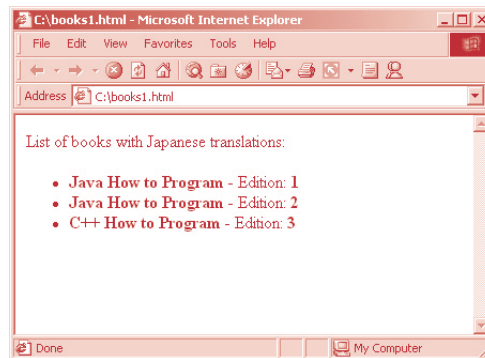 C:\books1.html - Microsoft Internet Explorer
File Edit View Favorites Tools Help
Address C:\books1.html
List of books with Japanese translations:
• Java How to Program - Edition: 1
• Java How to Program - Edition: 2
• C++ How to Program - Edition: 3
Done My Computer